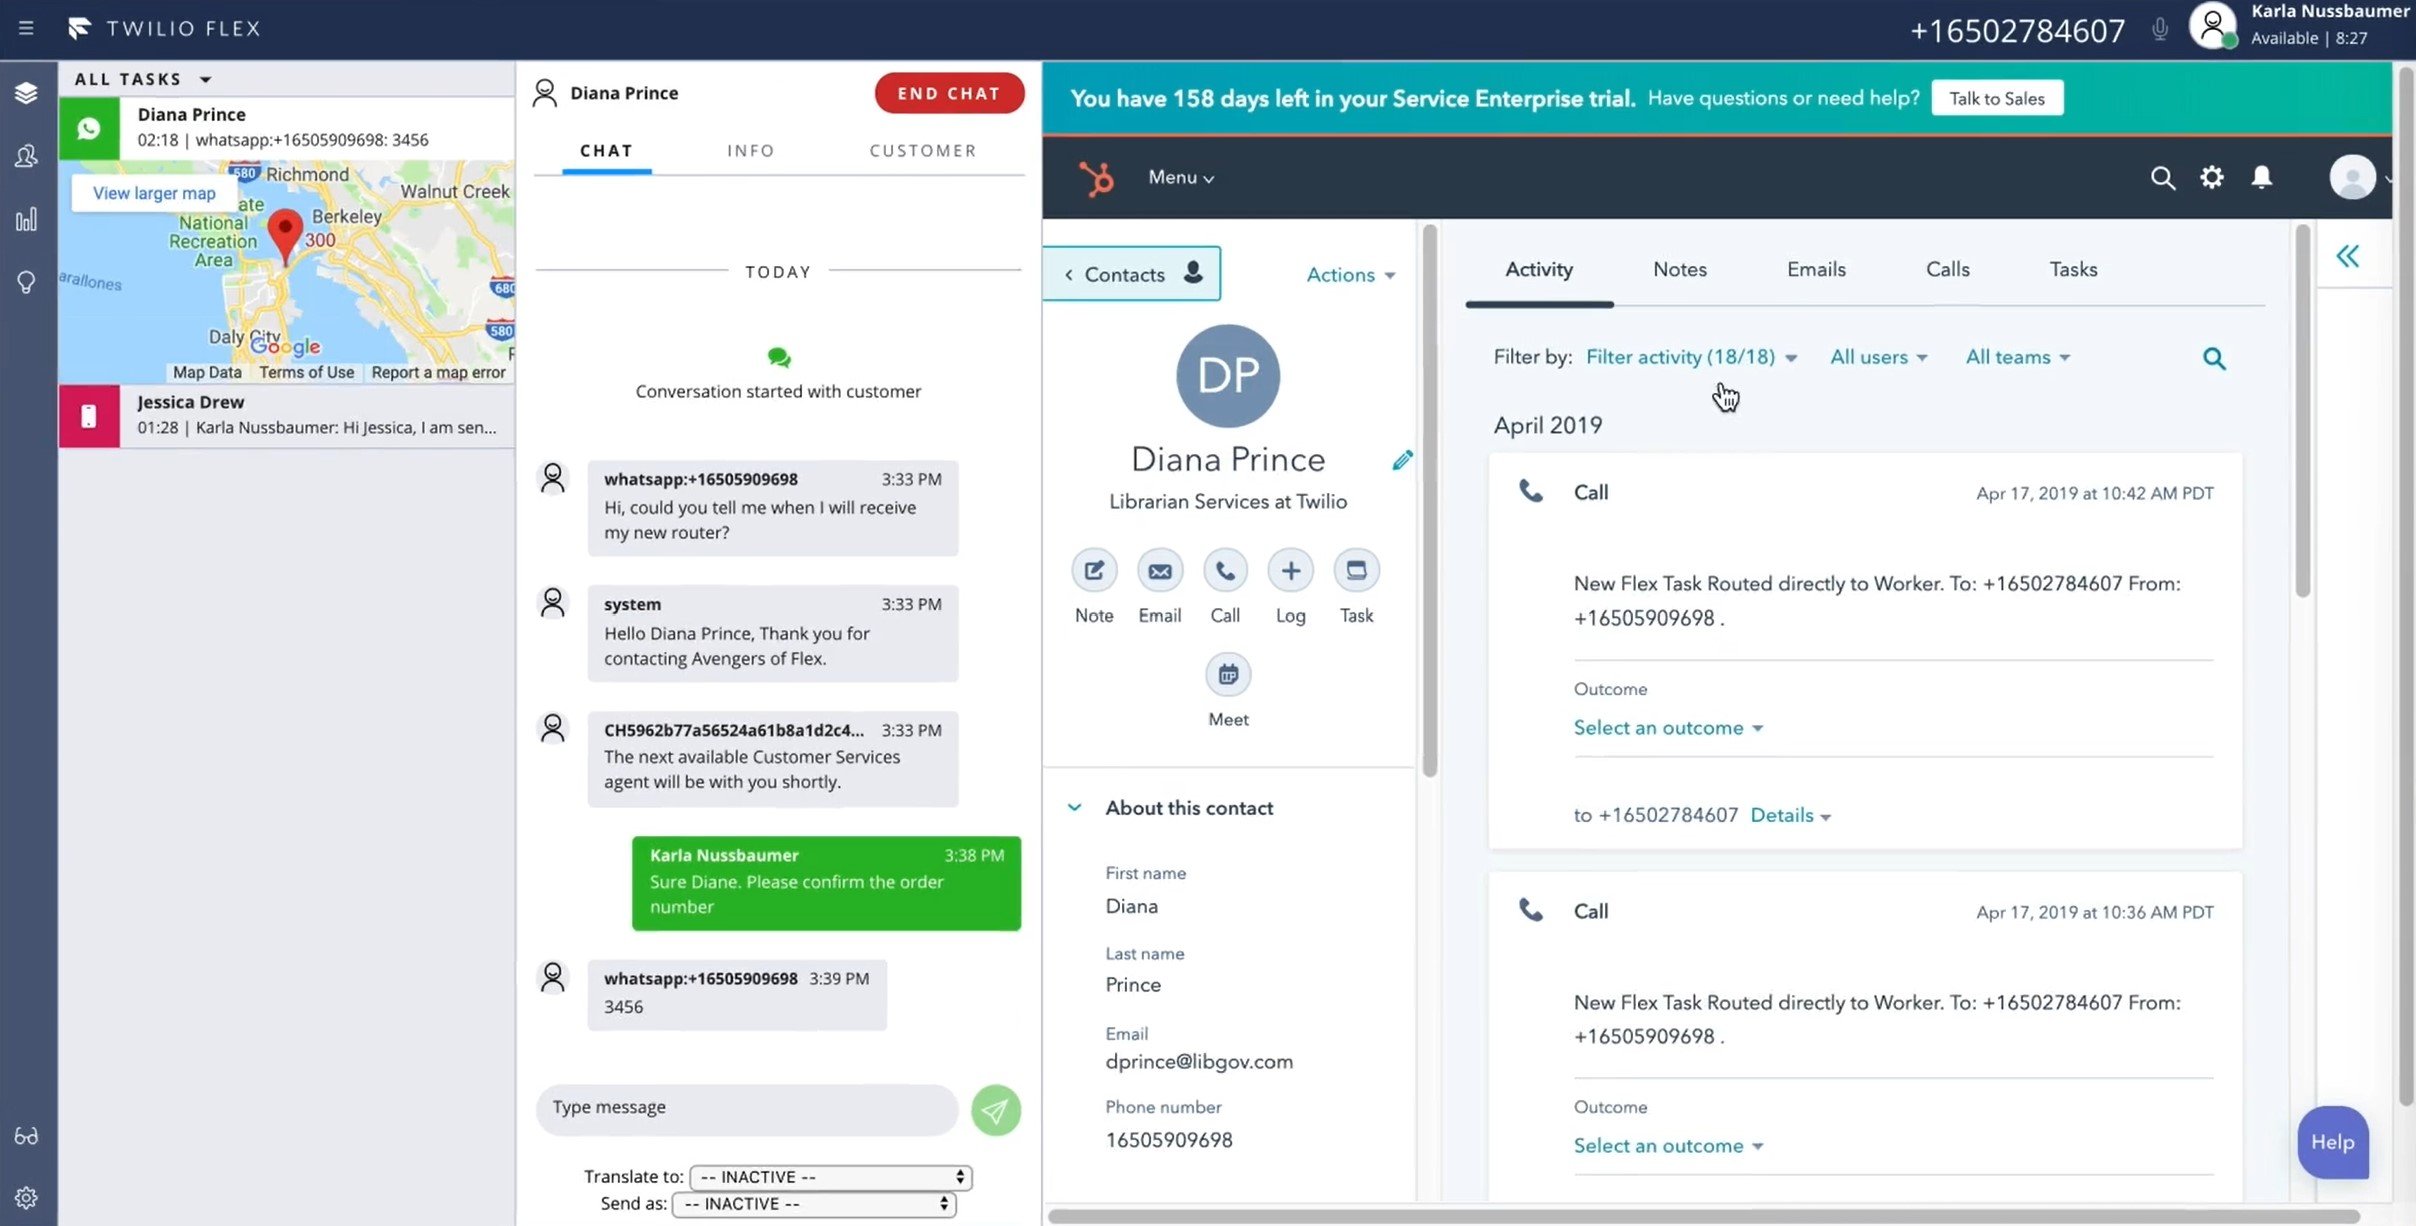 TWILIO FLEX
+16502784607
Karla Nussbaumer
Available | 8:27
ALL TASKS
Diana Prince
02:18 | whatsapp:+16505909698: 3456
View larger map
580
Richmond
Walnut Creek
ate
National
Recreation
Area
Berkeley
300
arallones
680
580
Daly City
Google
Map Data
Terms of Use
Report a map error
Jessica Drew
01:28 | Karla Nussbaumer: Hi Jessica, I am sen...
Diana Prince
END CHAT
CHAT
INFO
CUSTOMER
TODAY
Conversation started with customer
whatsapp:+16505909698 3:33 PM
Hi, could you tell me when I will receive
my new router?
system 3:33 PM
Hello Diana Prince, Thank you for
contacting Avengers of Flex.
CH5962b77a56524a61b8a1d2c4... 3:33 PM
The next available Customer Services
agent will be with you shortly.
Karla Nussbaumer 3:38 PM
Sure Diane. Please confirm the order
number
whatsapp:+16505909698 3:39 PM
3456
Type message
Translate to: -- INACTIVE --
Send as: -- INACTIVE --
You have 158 days left in your Service Enterprise trial. Have questions or need help? Talk to Sales
Menu
Contacts
Actions
DP
Diana Prince
Librarian Services at Twilio
Note Email Call Log Task
Meet
About this contact
First name
Diana
Last name
Prince
Email
dprince@libgov.com
Phone number
16505909698
Activity Notes Emails Calls Tasks
Filter by: Filter activity (18/18) All users All teams
April 2019
Call Apr 17, 2019 at 10:42 AM PDT
New Flex Task Routed directly to Worker. To: +16502784607 From:
+16505909698 .
Outcome
Select an outcome
to +16502784607 Details
Call Apr 17, 2019 at 10:36 AM PDT
New Flex Task Routed directly to Worker. To: +16502784607 From:
+16505909698 .
Outcome
Select an outcome
Help